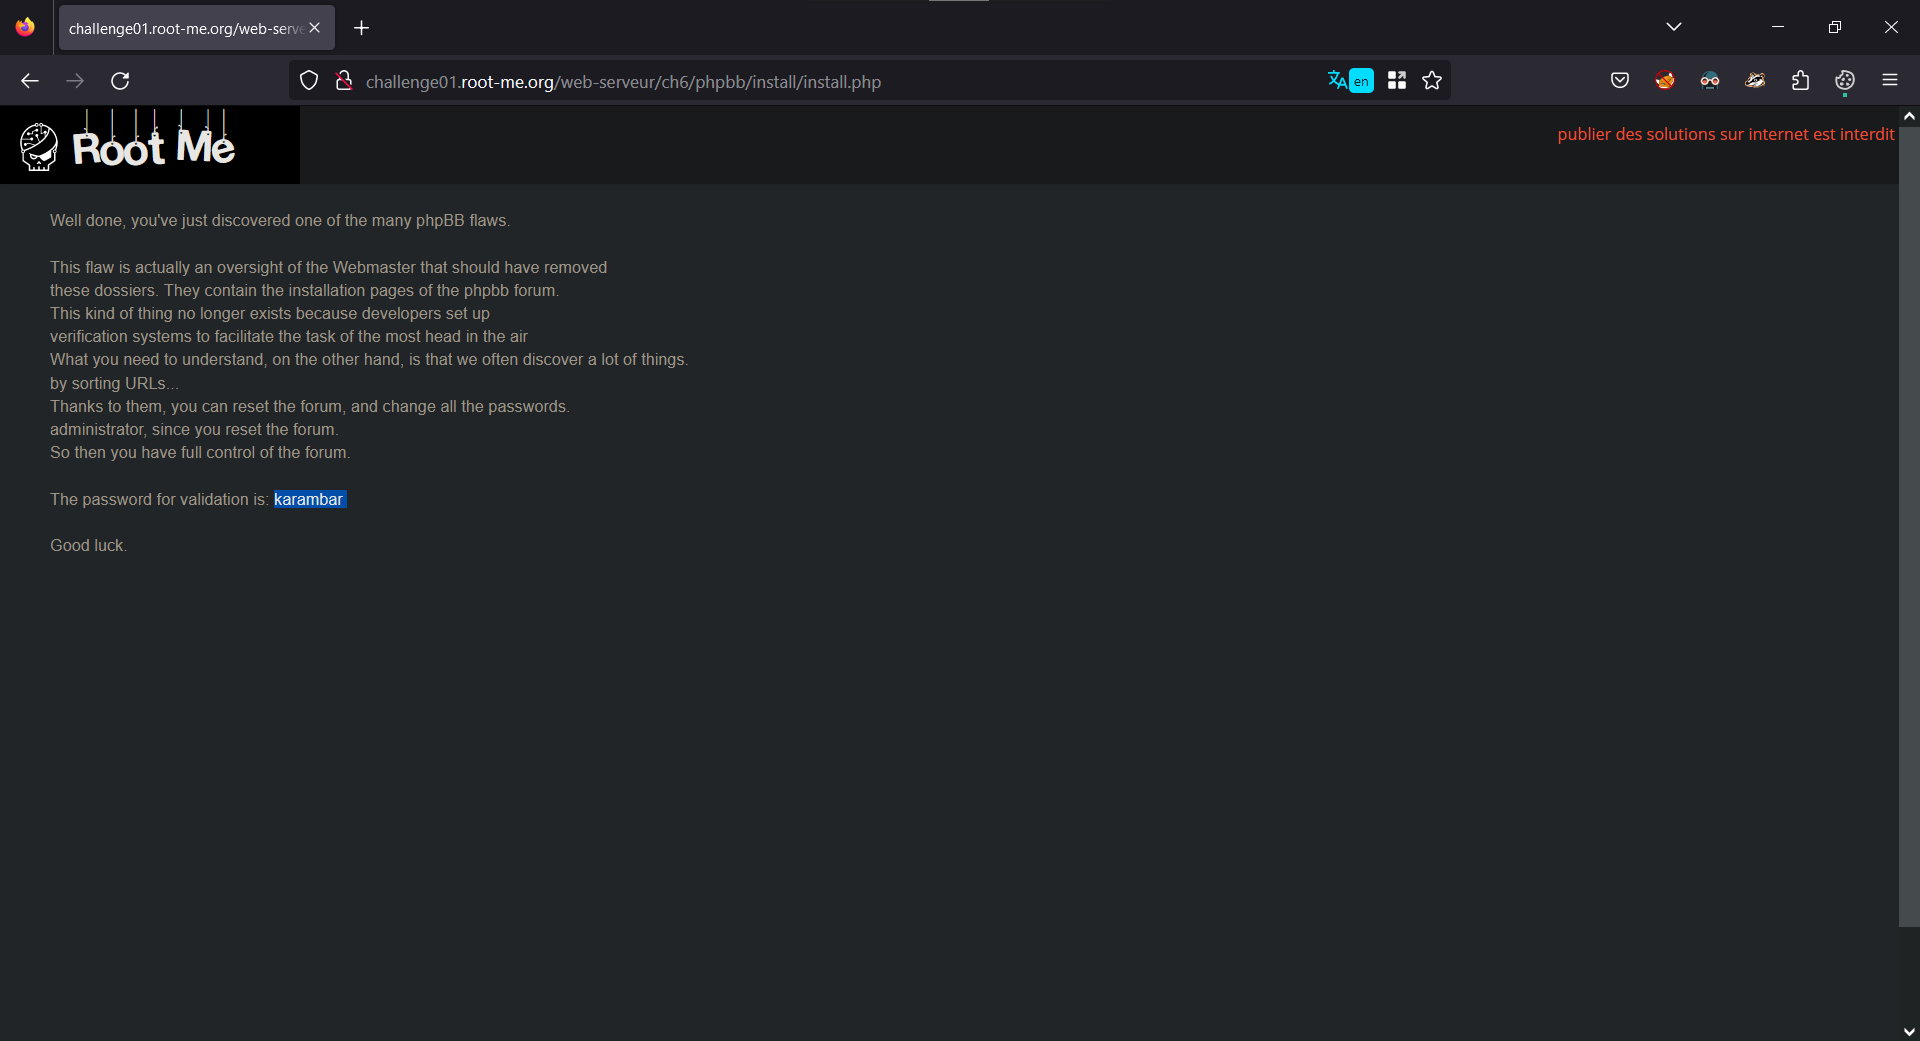 challenge01.root-me.org/web-serve
challenge01.root-me.org/web-serveur/ch6/phpbb/install/install.php
en
Root Me
publier des solutions sur internet est interdit
Well done, you've just discovered one of the many phpBB flaws.
This flaw is actually an oversight of the Webmaster that should have removed
these dossiers. They contain the installation pages of the phpbb forum.
This kind of thing no longer exists because developers set up
verification systems to facilitate the task of the most head in the air
What you need to understand, on the other hand, is that we often discover a lot of things.
by sorting URLs...
Thanks to them, you can reset the forum, and change all the passwords.
administrator, since you reset the forum.
So then you have full control of the forum.
The password for validation is: karambar
Good luck.